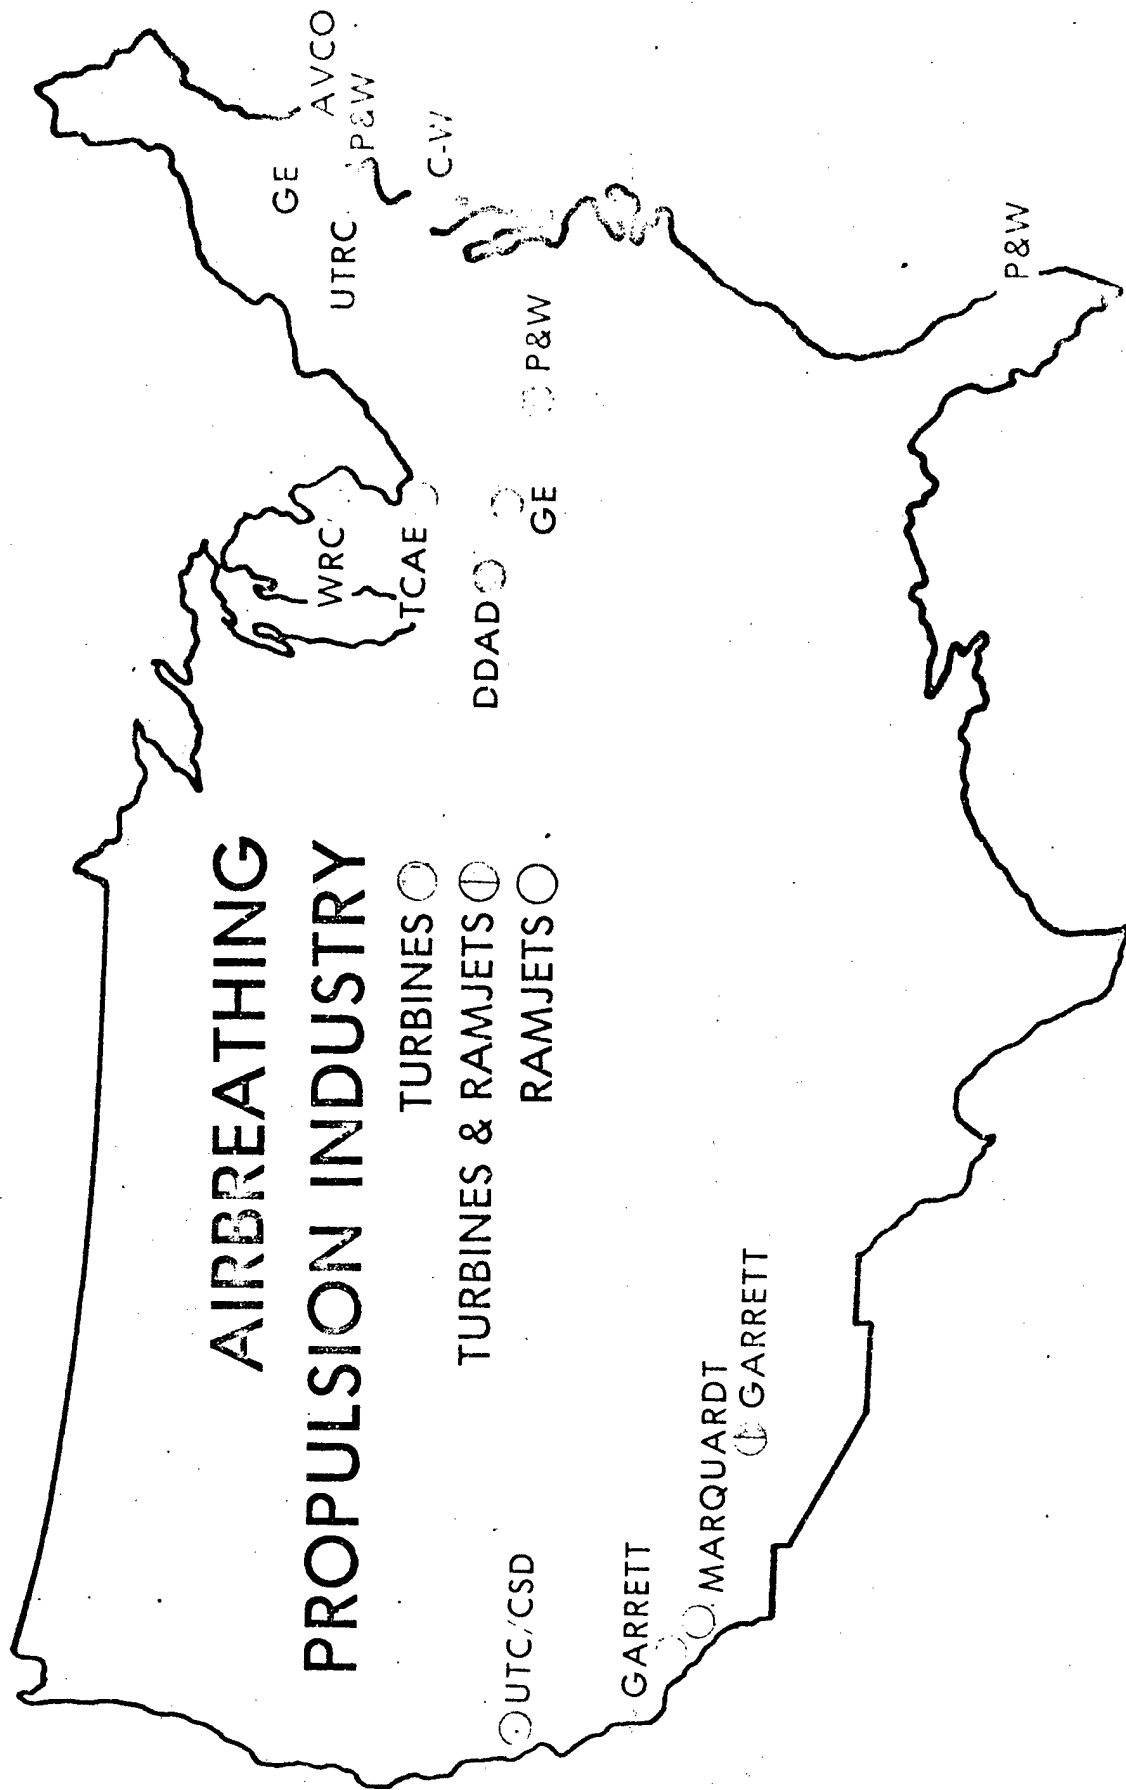 AIRBREATHING
PROPULSION INDUSTRY
TURBINES
TURBINES & RAMJETS
RAMJETS
UTC/CSD
GARRETT
MARQUARDT
GARRETT
WRC
TCAE
DDAD
GE
P&W
UTRC
GE
AVCO
P&W
C-W
P&W